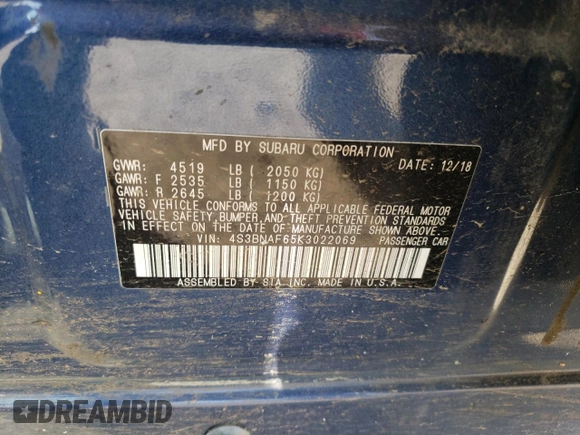 MFD BY SUBARU CORPORATION
GVWR: 4519 LB ( 2050 KG) DATE: 12/18
GAWR: F 2535 LB ( 1150 KG)
GAWR: R 2645 LB ( 1200 KG)
THIS VEHICLE CONFORMS TO ALL APPLICABLE FEDERAL MOTOR
VEHICLE SAFETY, BUMPER, AND THEFT PREVENTION STANDARDS
IN EFFECT ON THE DATE OF MANUFACTURE SHOWN ABOVE.
VIN: 4S3BNAF65K3022069 PASSENGER CAR
ASSEMBLED BY SIA, INC. MADE IN U.S.A.
DREAMBID